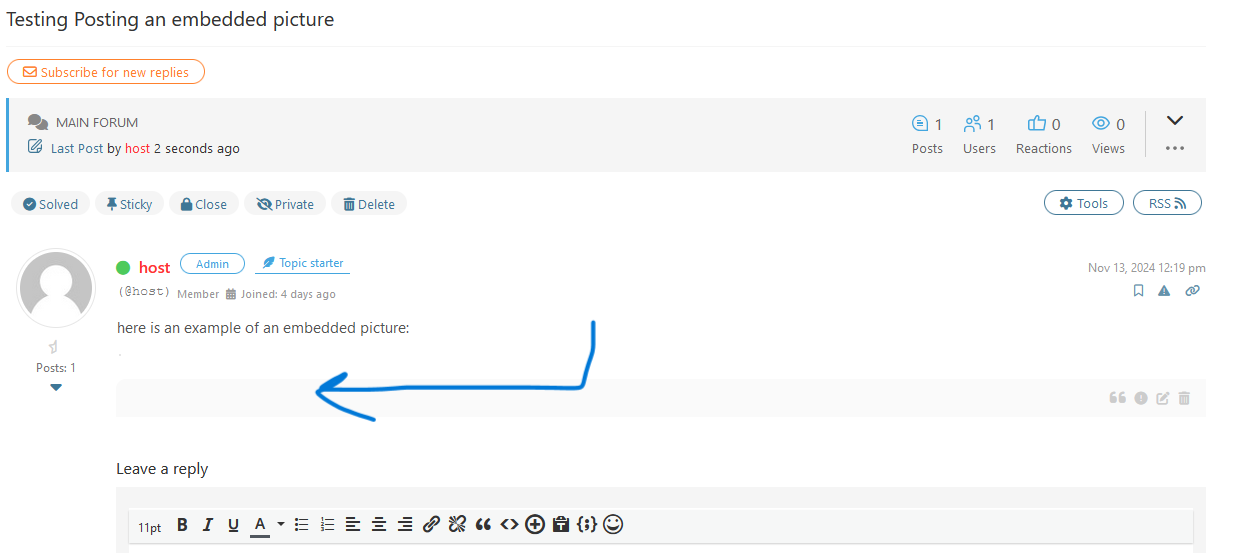 Testing Posting an embedded picture
Subscribe for new replies
MAIN FORUM
Last Post by host 2 seconds ago
1 1 0 0
Posts Users Reactions Views
Solved Sticky Close Private Delete Tools RSS
host Admin Topic starter Nov 13, 2024 12:19 pm
(@host) Member Joined: 4 days ago
here is an example of an embedded picture:
.
Posts: 1
Leave a reply
11pt B I U A